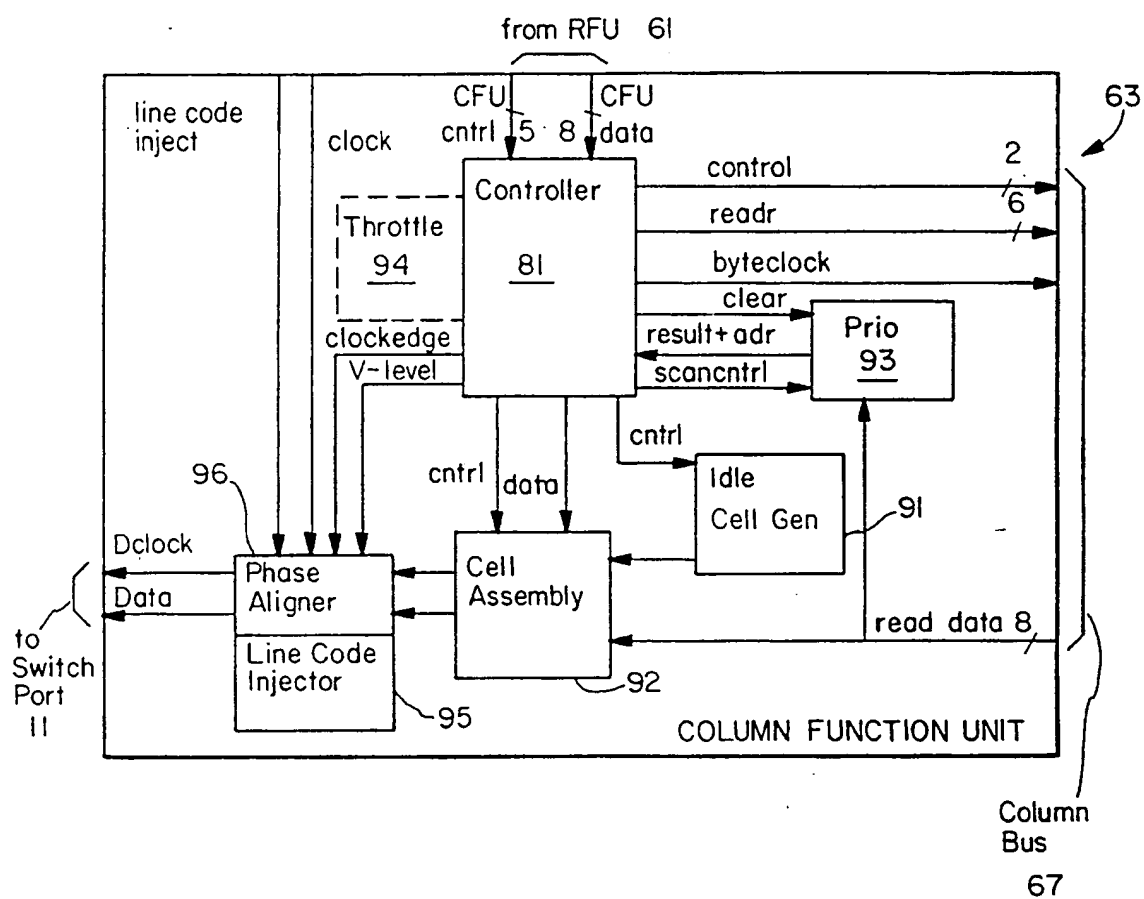 from RFU 61
line code
inject
clock
CFU
cntrl 5
CFU
8 data
63
Controller
81
Throttle
94
control
2
readr
6
byteclock
clear
result+adr
scancntrl
Prio
93
clockedge
V-level
cntrl
data
cntrl
Idle
Cell Gen
91
96
Dclock
Data
Phase
Aligner
Line Code
Injector
95
Cell
Assembly
92
read data 8
to
Switch
Port
11
COLUMN FUNCTION UNIT
Column
Bus
67